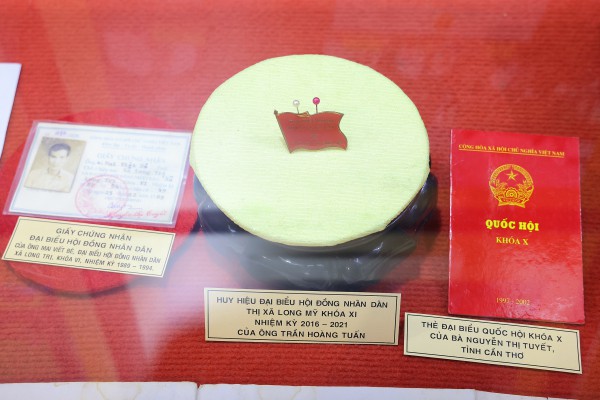 GIẤY CHỨNG NHẬN
ĐẠI BIỂU HỘI ĐỒNG NHÂN DÂN
CỦA ÔNG MAI VIẾT BÉ, ĐẠI BIỂU HỘI ĐỒNG NHÂN DÂN
XÃ LONG TRỊ, KHÓA VI, NHIỆM KỲ 1989 - 1994.
HUY HIỆU ĐẠI BIỂU HỘI ĐỒNG NHÂN DÂN
THỊ XÃ LONG MỸ KHÓA XI
NHIỆM KỲ 2016 - 2021
CỦA ÔNG TRẦN HOÀNG TUẤN
CỘNG HÒA XÃ HỘI CHỦ NGHĨA VIỆT NAM
QUỐC HỘI
KHÓA X
1997 - 2002
THẺ ĐẠI BIỂU QUỐC HỘI KHÓA X
CỦA BÀ NGUYỄN THỊ TUYẾT,
TỈNH CẦN THƠ